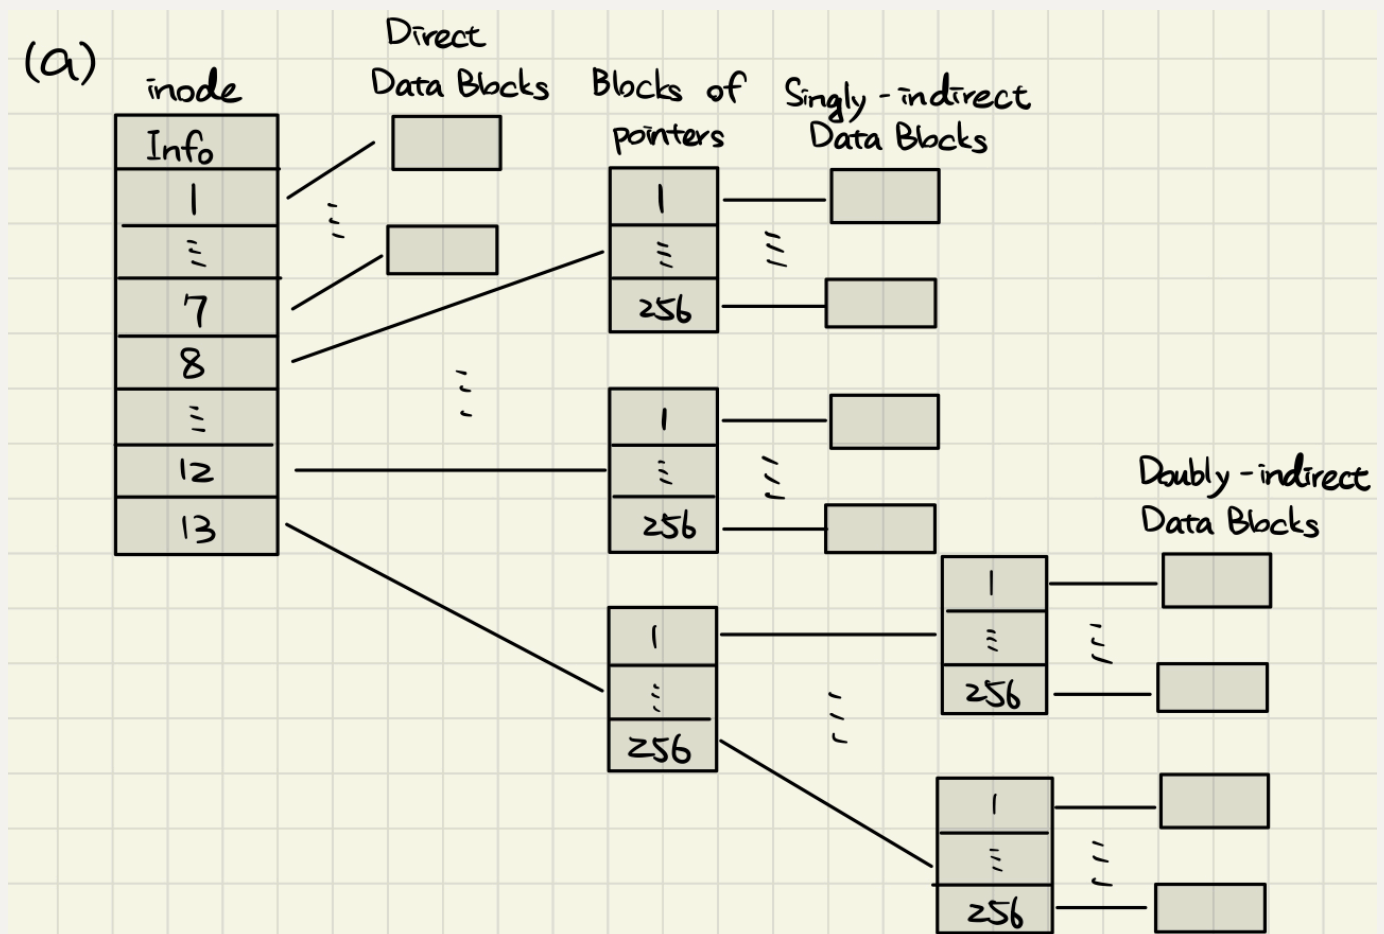 (a)
inode
Info
1
7
8
12
13
Direct
Data Blocks
Blocks of
pointers
1
256
1
256
1
256
Singly-indirect
Data Blocks
Doubly-indirect
Data Blocks
1
256
1
256